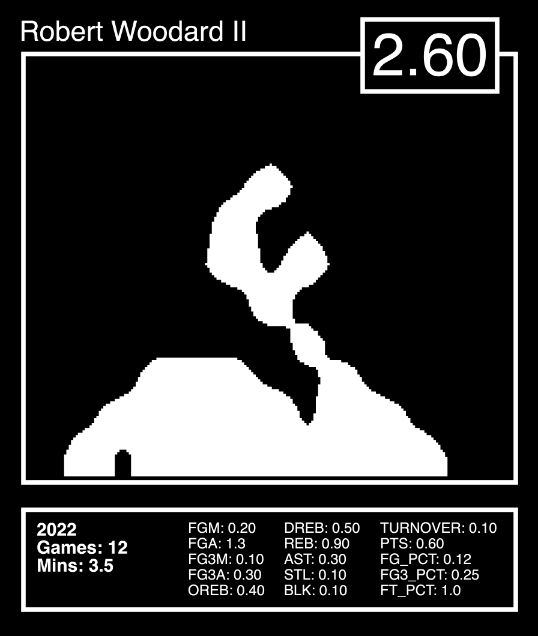 Robert Woodard II
2.60
2022
Games: 12
Mins: 3.5
FGM: 0.20
FGA: 1.3
FG3M: 0.10
FG3A: 0.30
OREB: 0.40
DREB: 0.50
REB: 0.90
AST: 0.30
STL: 0.10
BLK: 0.10
TURNOVER: 0.10
PTS: 0.60
FG_PCT: 0.12
FG3_PCT: 0.25
FT_PCT: 1.0